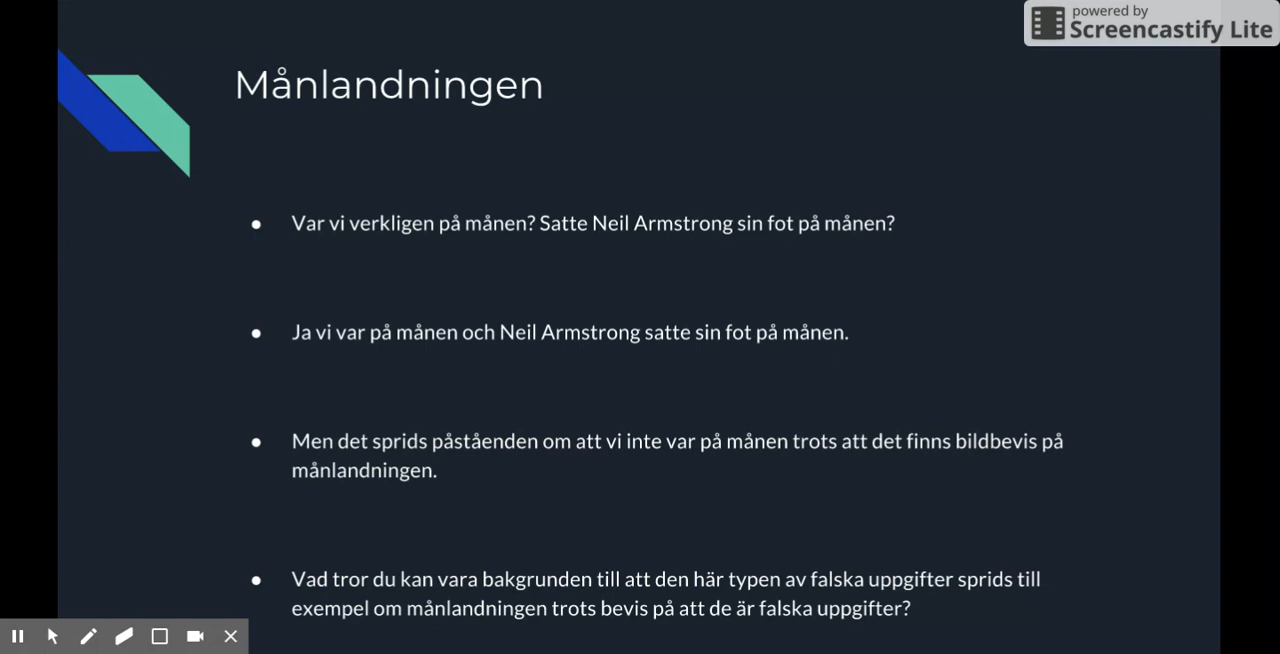 powered by
Screencastify Lite
Månlandningen
● Var vi verkligen på månen? Satte Neil Armstrong sin fot på månen?
● Ja vi var på månen och Neil Armstrong satte sin fot på månen.
● Men det sprids påståenden om att vi inte var på månen trots att det finns bildbevis på
månlandningen.
● Vad tror du kan vara bakgrunden till att den här typen av falska uppgifter sprids till
exempel om månlandningen trots bevis på att de är falska uppgifter?